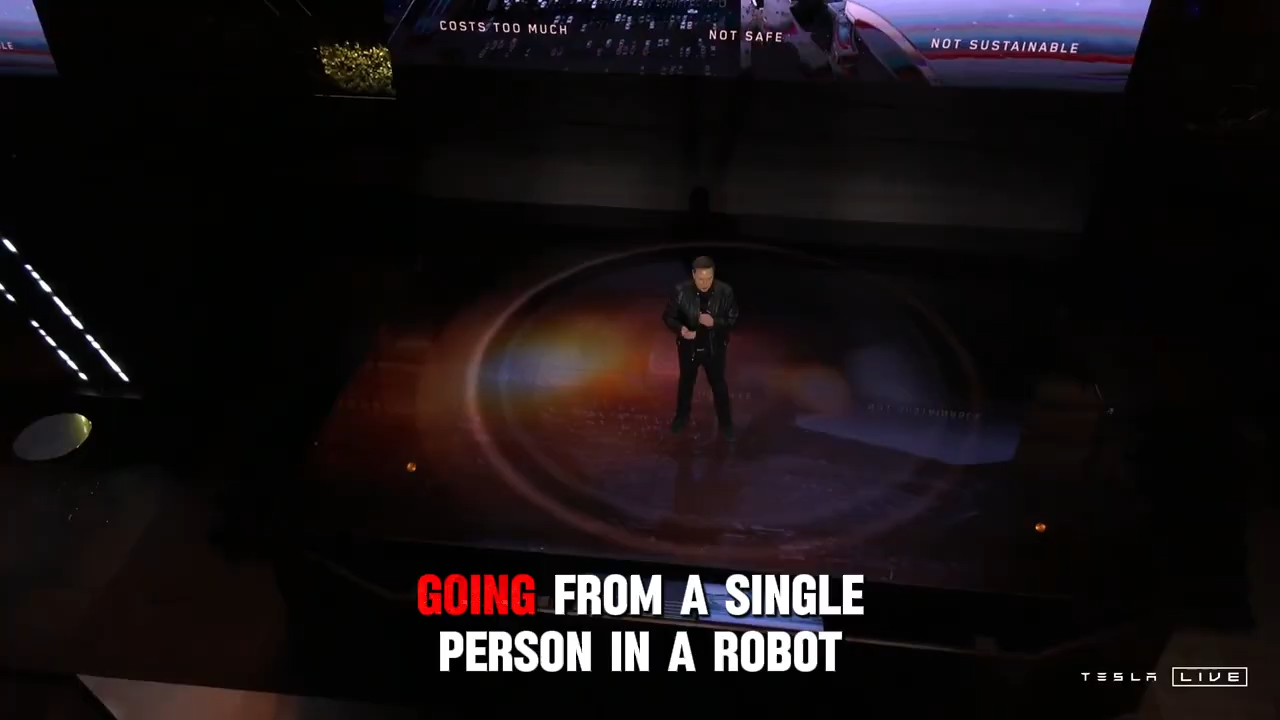 COSTS TOO MUCH
NOT SAFE
NOT SUSTAINABLE
GOING FROM A SINGLE
PERSON IN A ROBOT
TESLA LIVE